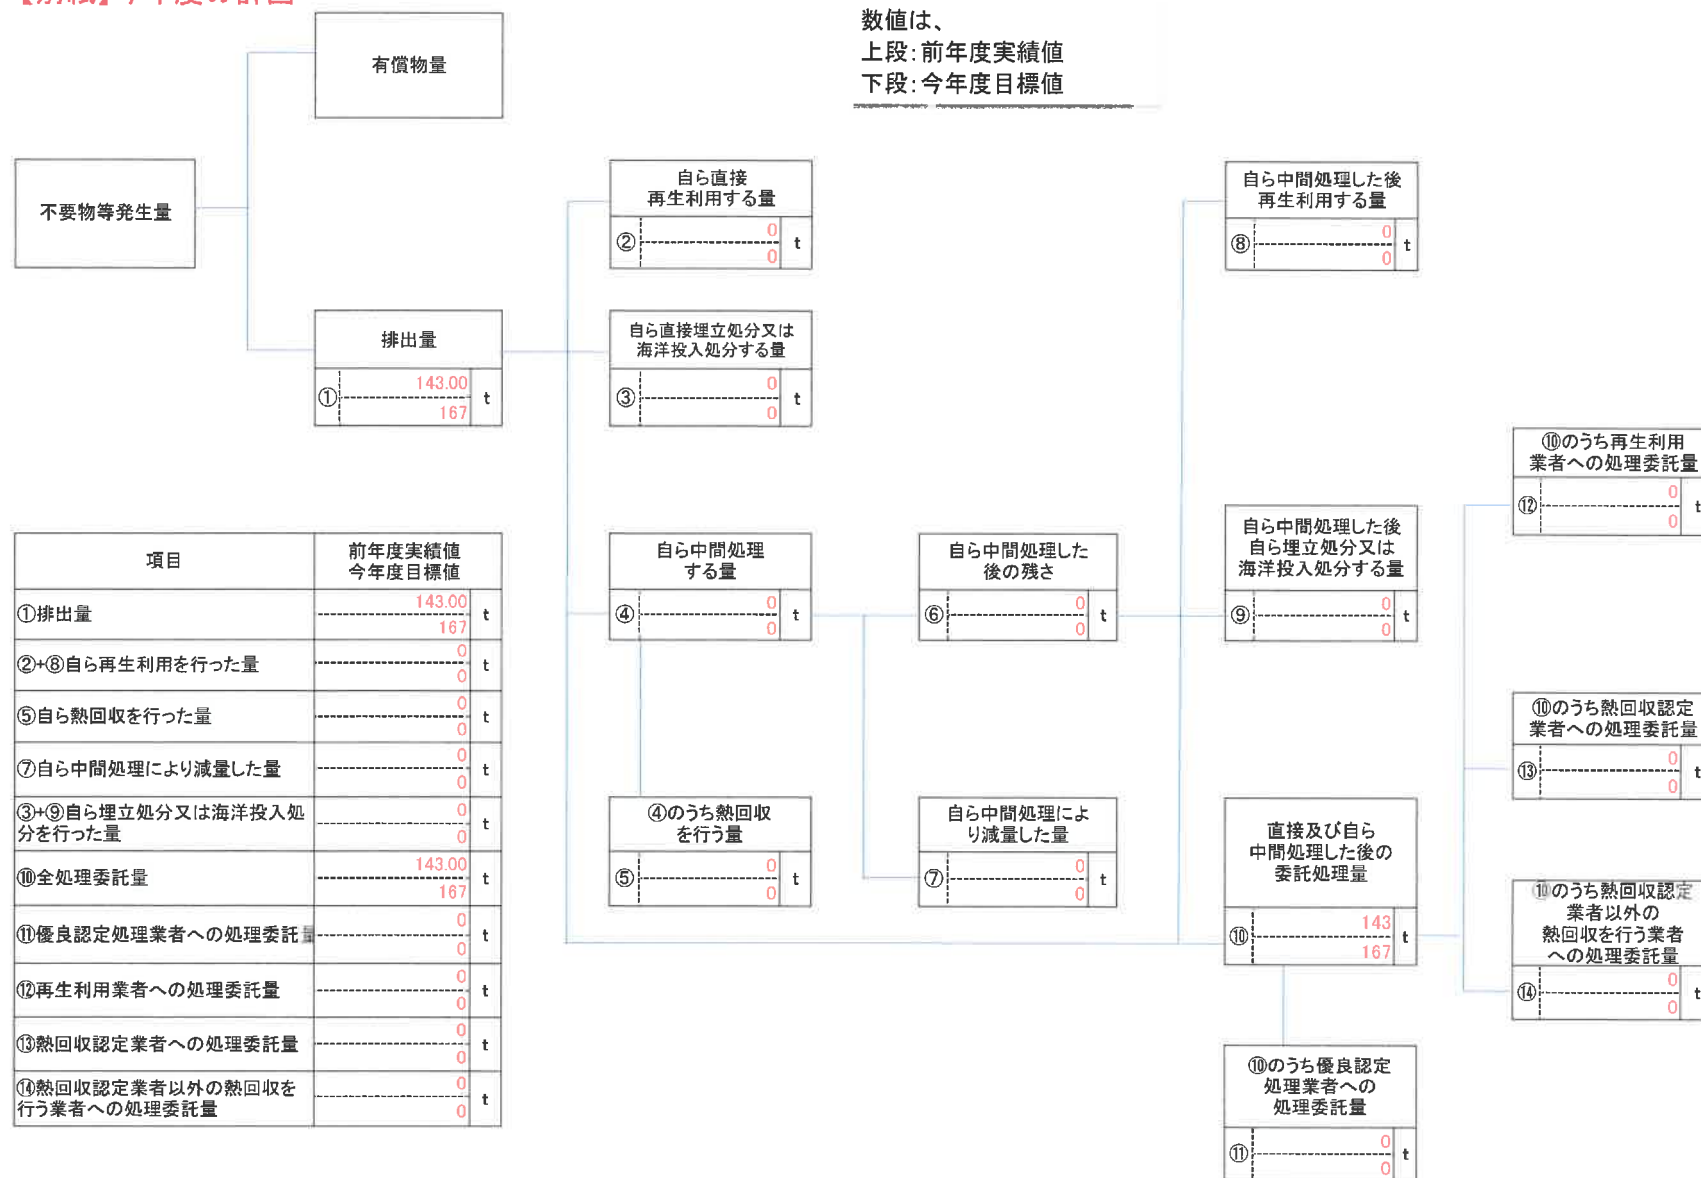 数値は、
上段:前年度実績値
下段:今年度目標値
有償物量
不要物等発生量
排出量
① 143.00 t
167
自ら直接
再生利用する量
② 0 t
0
自ら直接埋立処分又は
海洋投入処分する量
③ 0 t
0
自ら中間処理
する量
④ 0 t
0
④のうち熱回収
を行う量
⑤ 0 t
0
自ら中間処理した
後の残さ
⑥ 0 t
0
自ら中間処理によ
り減量した量
⑦ 0 t
0
自ら中間処理した後
再生利用する量
⑧ 0 t
0
自ら中間処理した後
自ら埋立処分又は
海洋投入処分する量
⑨ 0 t
0
直接及び自ら
中間処理した後の
委託処理量
⑩ 143 t
167
⑩のうち優良認定
処理業者への
処理委託量
⑪ 0 t
0
⑩のうち再生利用
業者への処理委託量
⑫ 0 t
0
⑩のうち熱回収認定
業者への処理委託量
⑬ 0 t
0
⑩のうち熱回収認定
業者以外の
熱回収を行う業者
への処理委託量
⑭ 0 t
0
項目 前年度実績値
今年度目標値
①排出量 143.00 t
167
②+⑧自ら再生利用を行った量 0 t
0
⑤自ら熱回収を行った量 0 t
0
⑦自ら中間処理により減量した量 0 t
0
③+⑨自ら埋立処分又は海洋投入処
分を行った量 0 t
0
⑩全処理委託量 143.00 t
167
⑪優良認定処理業者への処理委託量 0 t
0
⑫再生利用業者への処理委託量 0 t
0
⑬熱回収認定業者への処理委託量 0 t
0
⑭熱回収認定業者以外の熱回収を
行う業者への処理委託量 0 t
0